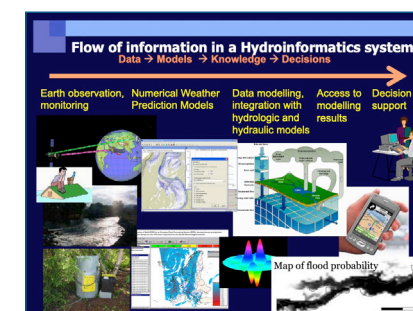 Flow of information in a Hydroinformatics system
Data → Models → Knowledge → Decisions
Earth observation,
monitoring
Numerical Weather
Prediction Models
Data modelling,
integration with
hydrologic and
hydraulic models
Access to
modelling
results
Decision
support
Map of flood probability